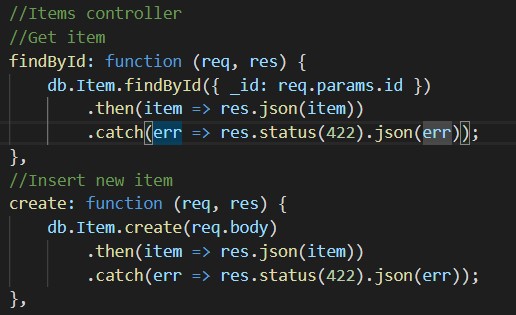 //Items controller
//Get item
findById: function (req, res) {
    db.Item.findById({ _id: req.params.id })
        .then(item => res.json(item))
        .catch(err => res.status(422).json(err));
},
//Insert new item
create: function (req, res) {
    db.Item.create(req.body)
        .then(item => res.json(item))
        .catch(err => res.status(422).json(err));
},